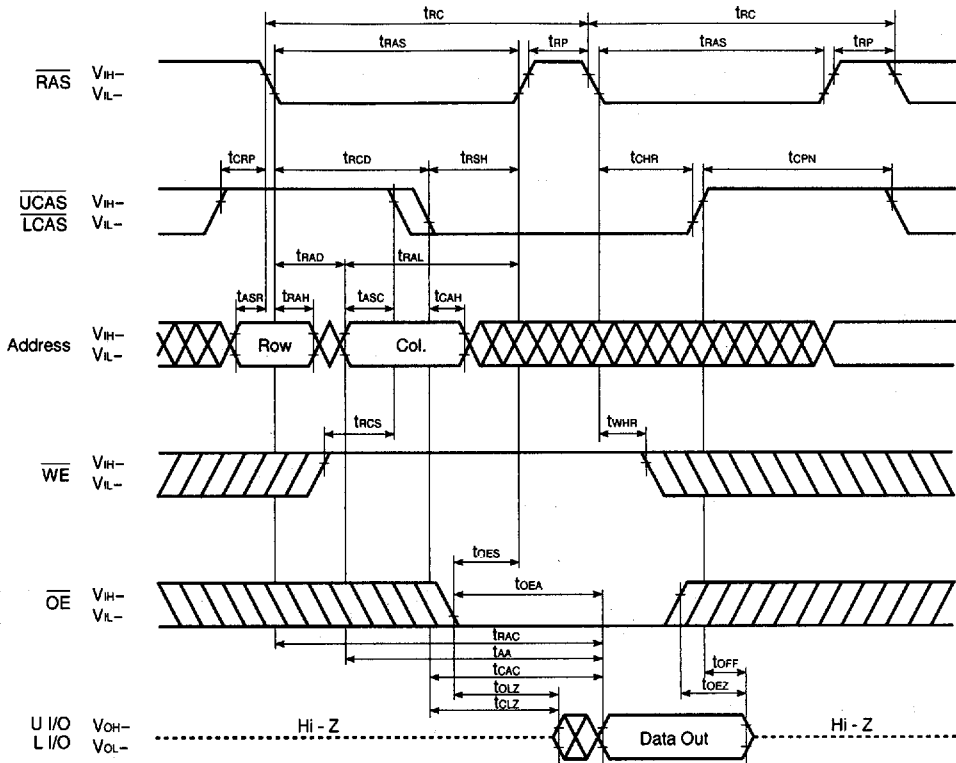 tRC tRC
tRAS tRP tRAS tRP
RAS VIH–
VIL–
tCRP tRCD tRSH tCHR tCPN
UCAS VIH–
LCAS VIL–
tRAD tRAL
tASR tRAH tASC tCAH
Address VIH–
VIL–
Row Col.
tRCS tWHR
WE VIH–
VIL–
tOES
tOEA
OE VIH–
VIL–
tRAC
tAA
tCAC tOFF
tOLZ tOEZ
tCLZ
U I/O VOH–
L I/O VOL–
Hi - Z Data Out Hi - Z